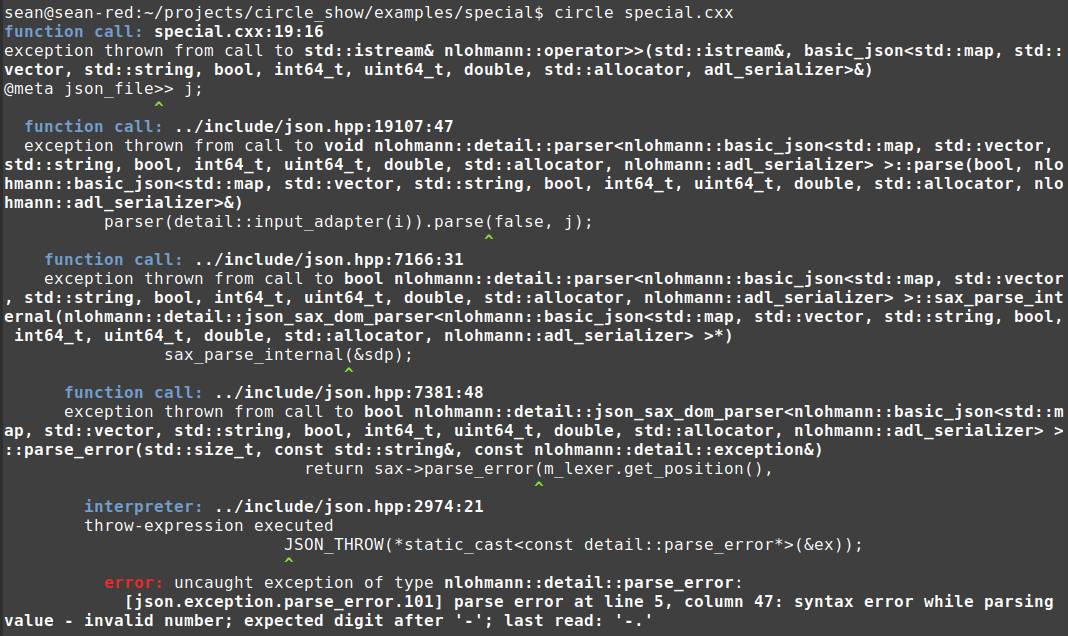 sean@sean-red:~/projects/circle_show/examples/special$ circle special.cxx
function call: special.cxx:19:16
exception thrown from call to std::istream& nlohmann::operator>>(std::istream&, basic_json<std::map, std::
vector, std::string, bool, int64_t, uint64_t, double, std::allocator, adl_serializer>&)
@meta json_file>> j;
^
function call: ../include/json.hpp:19107:47
exception thrown from call to void nlohmann::detail::parser<nlohmann::basic_json<std::map, std::vector,
std::string, bool, int64_t, uint64_t, double, std::allocator, nlohmann::adl_serializer> >::parse(bool, nlo
hmann::basic_json<std::map, std::vector, std::string, bool, int64_t, uint64_t, double, std::allocator, nlo
hmann::adl_serializer>&)
parser(detail::input_adapter(i)).parse(false, j);
^
function call: ../include/json.hpp:7166:31
exception thrown from call to bool nlohmann::detail::parser<nlohmann::basic_json<std::map, std::vector
, std::string, bool, int64_t, uint64_t, double, std::allocator, nlohmann::adl_serializer> >::sax_parse_int
ernal(nlohmann::detail::json_sax_dom_parser<nlohmann::basic_json<std::map, std::vector, std::string, bool,
int64_t, uint64_t, double, std::allocator, nlohmann::adl_serializer> >*)
sax_parse_internal(&sdp);
^
function call: ../include/json.hpp:7381:48
exception thrown from call to bool nlohmann::detail::json_sax_dom_parser<nlohmann::basic_json<std::m
ap, std::vector, std::string, bool, int64_t, uint64_t, double, std::allocator, nlohmann::adl_serializer> >
::parse_error(std::size_t, const std::string&, const nlohmann::detail::exception&)
return sax->parse_error(m_lexer.get_position(),
^
interpreter: ../include/json.hpp:2974:21
throw-expression executed
JSON_THROW(*static_cast<const detail::parse_error*>(&ex));
^
error: uncaught exception of type nlohmann::detail::parse_error:
[json.exception.parse_error.101] parse error at line 5, column 47: syntax error while parsing
value - invalid number; expected digit after '-'; last read: '-.'